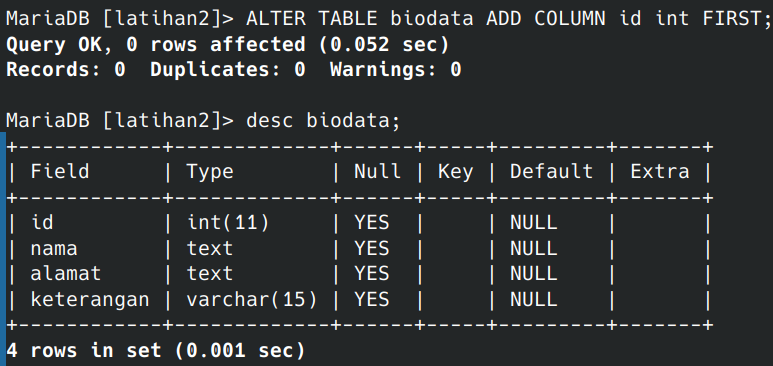 MariaDB [latihan2]> ALTER TABLE biodata ADD COLUMN id int FIRST;
Query OK, 0 rows affected (0.052 sec)
Records: 0  Duplicates: 0  Warnings: 0

MariaDB [latihan2]> desc biodata;
+------------+-------------+------+-----+---------+-------+
| Field      | Type        | Null | Key | Default | Extra |
+------------+-------------+------+-----+---------+-------+
| id         | int(11)     | YES  |     | NULL    |       |
| nama       | text        | YES  |     | NULL    |       |
| alamat     | text        | YES  |     | NULL    |       |
| keterangan | varchar(15) | YES  |     | NULL    |       |
+------------+-------------+------+-----+---------+-------+
4 rows in set (0.001 sec)